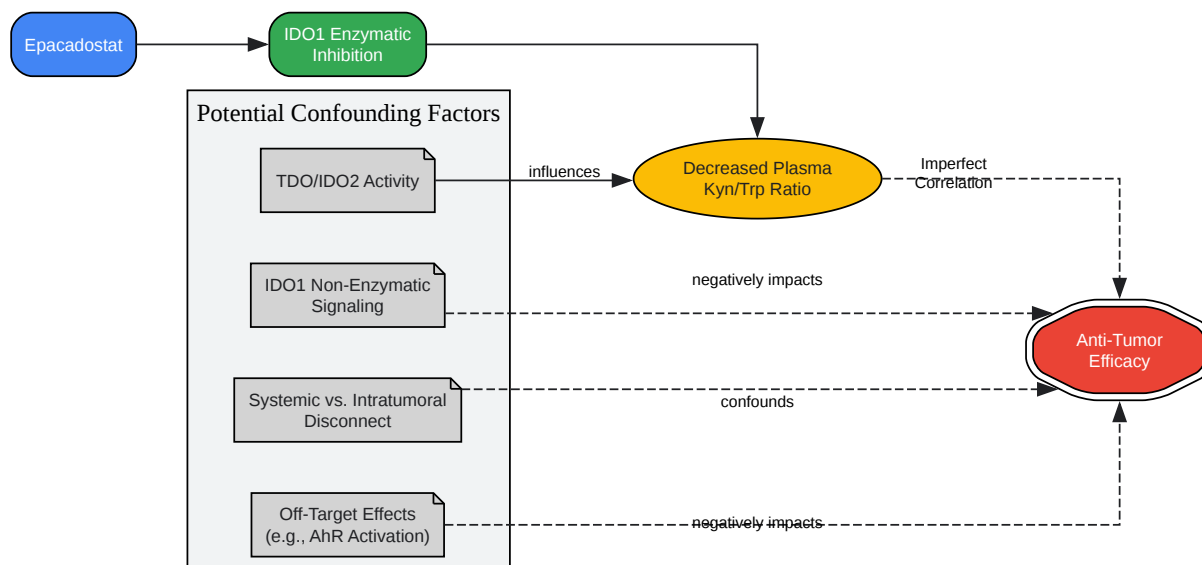 Epacadostat
IDO1 Enzymatic
Inhibition
Potential Confounding Factors
TDO/IDO2 Activity
influences
Decreased Plasma
Kyn/Trp Ratio
Imperfect
Correlation
IDO1 Non-Enzymatic
Signaling
negatively impacts
Anti-Tumor
Efficacy
Systemic vs. Intratumoral
Disconnect
confounds
Off-Target Effects
(e.g., AhR Activation)
negatively impacts